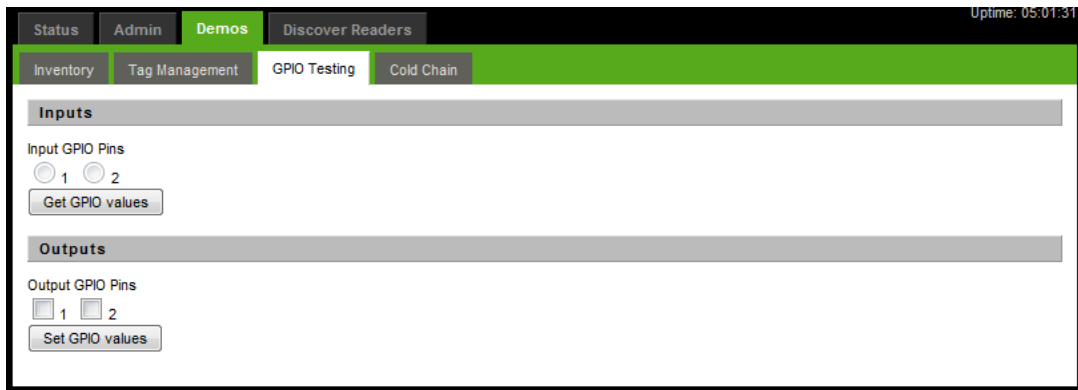 Uptime: 05:01:31
Status Admin Demos Discover Readers
Inventory Tag Management GPIO Testing Cold Chain
Inputs
Input GPIO Pins
1 2
Get GPIO values
Outputs
Output GPIO Pins
1 2
Set GPIO values